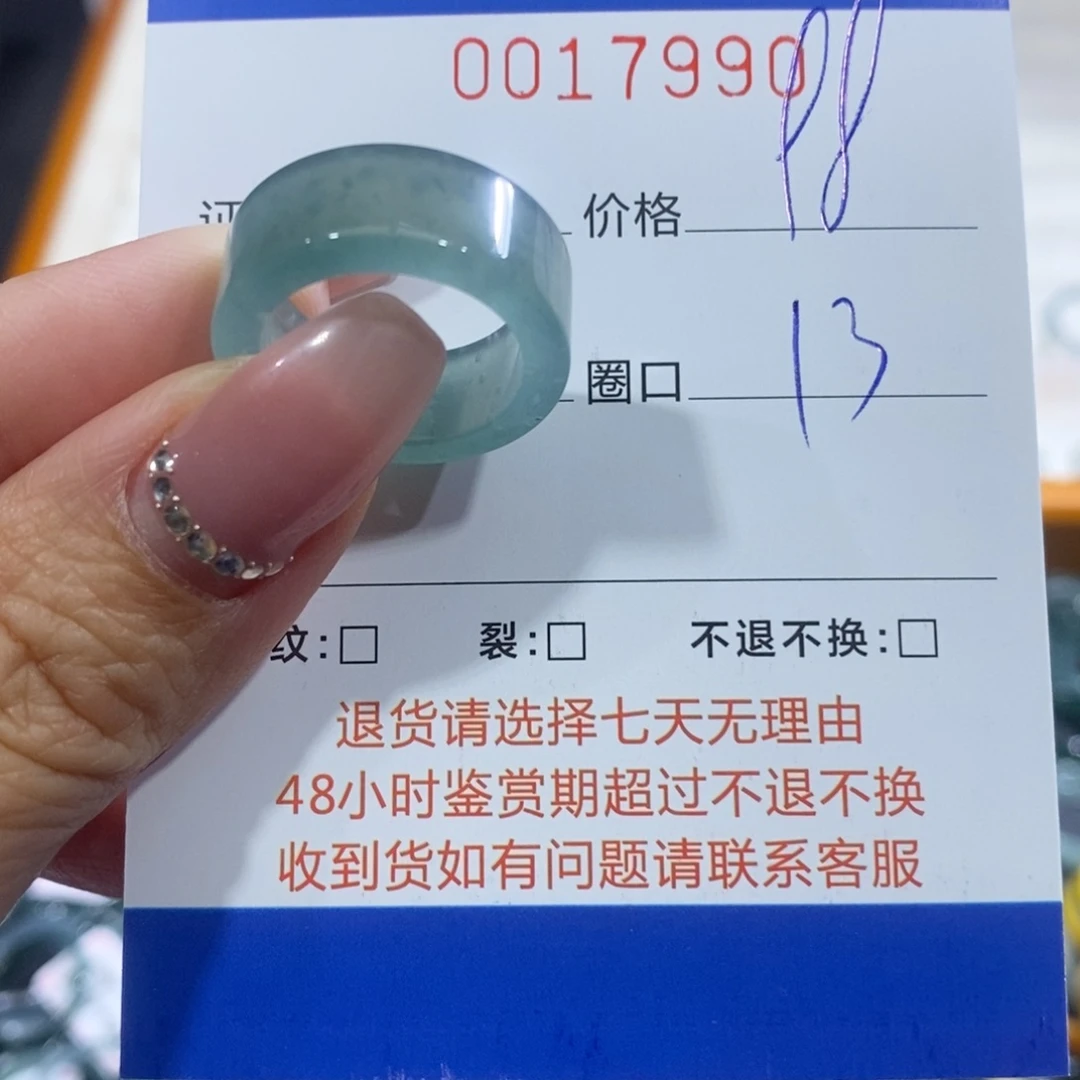 0017990
价格 98
圈口 13
纹:□ 裂:□ 不退不换:□
退货请选择七天无理由
48小时鉴赏期超过不退不换
收到货如有问题请联系客服